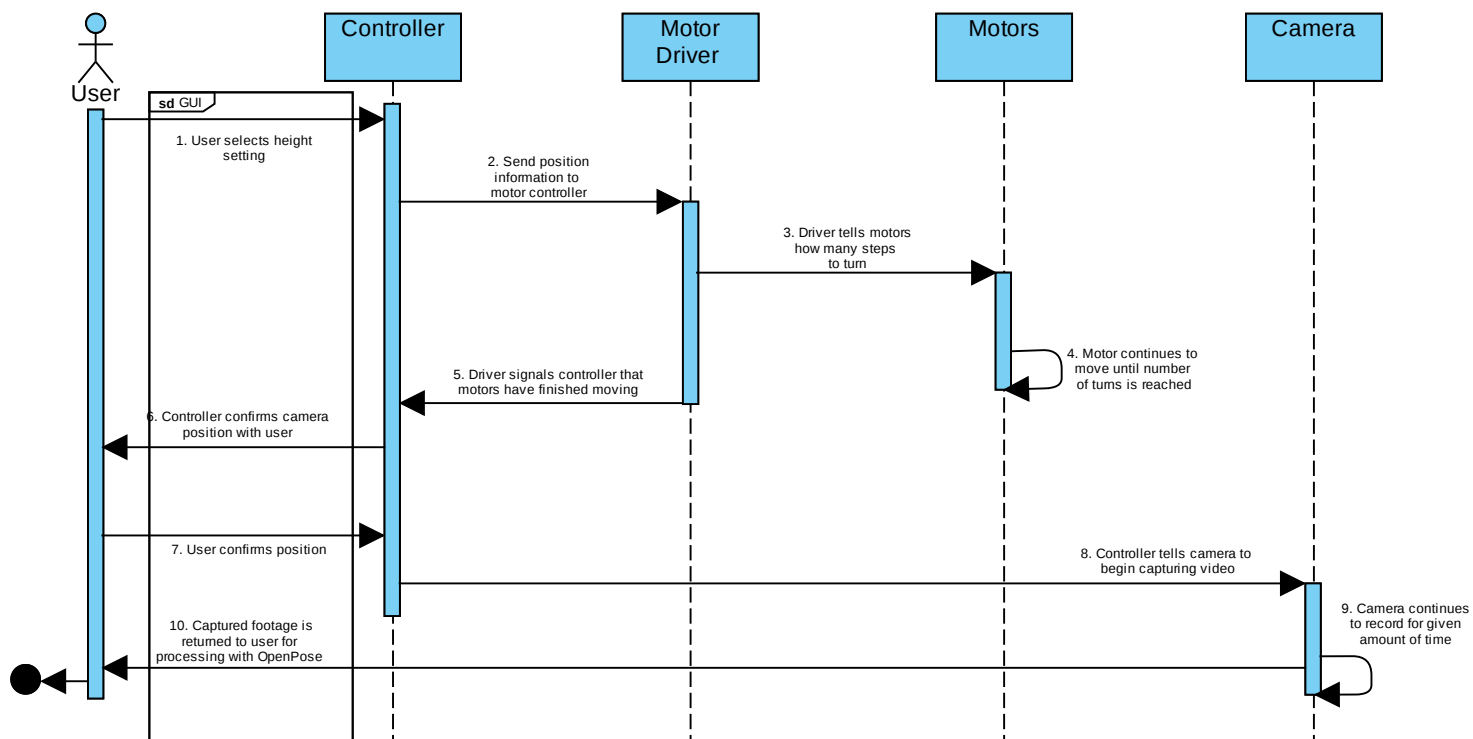 Controller
Motor
Driver
Motors
Camera
User
sd GUI
1. User selects height
setting
2. Send position
information to
motor controller
3. Driver tells motors
how many steps
to turn
4. Motor continues to
move until number
of turns is reached
5. Driver signals controller that
motors have finished moving
6. Controller confirms camera
position with user
7. User confirms position
8. Controller tells camera to
begin capturing video
9. Camera continues
to record for given
amount of time
10. Captured footage is
returned to user for
processing with OpenPose